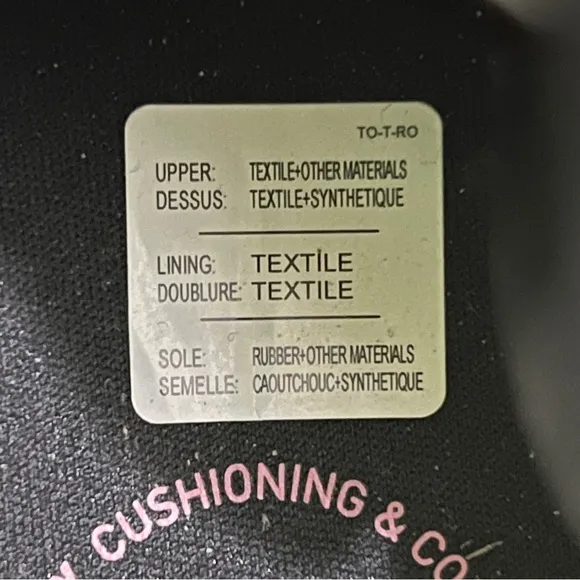 TO-T-RO
UPPER: TEXTILE+OTHER MATERIALS
DESSUS: TEXTILE+SYNTHETIQUE
LINING: TEXTILE
DOUBLURE: TEXTILE
SOLE: RUBBER+OTHER MATERIALS
SEMELLE: CAOUTCHOUC+SYNTHETIQUE
CUSHIONING & CO